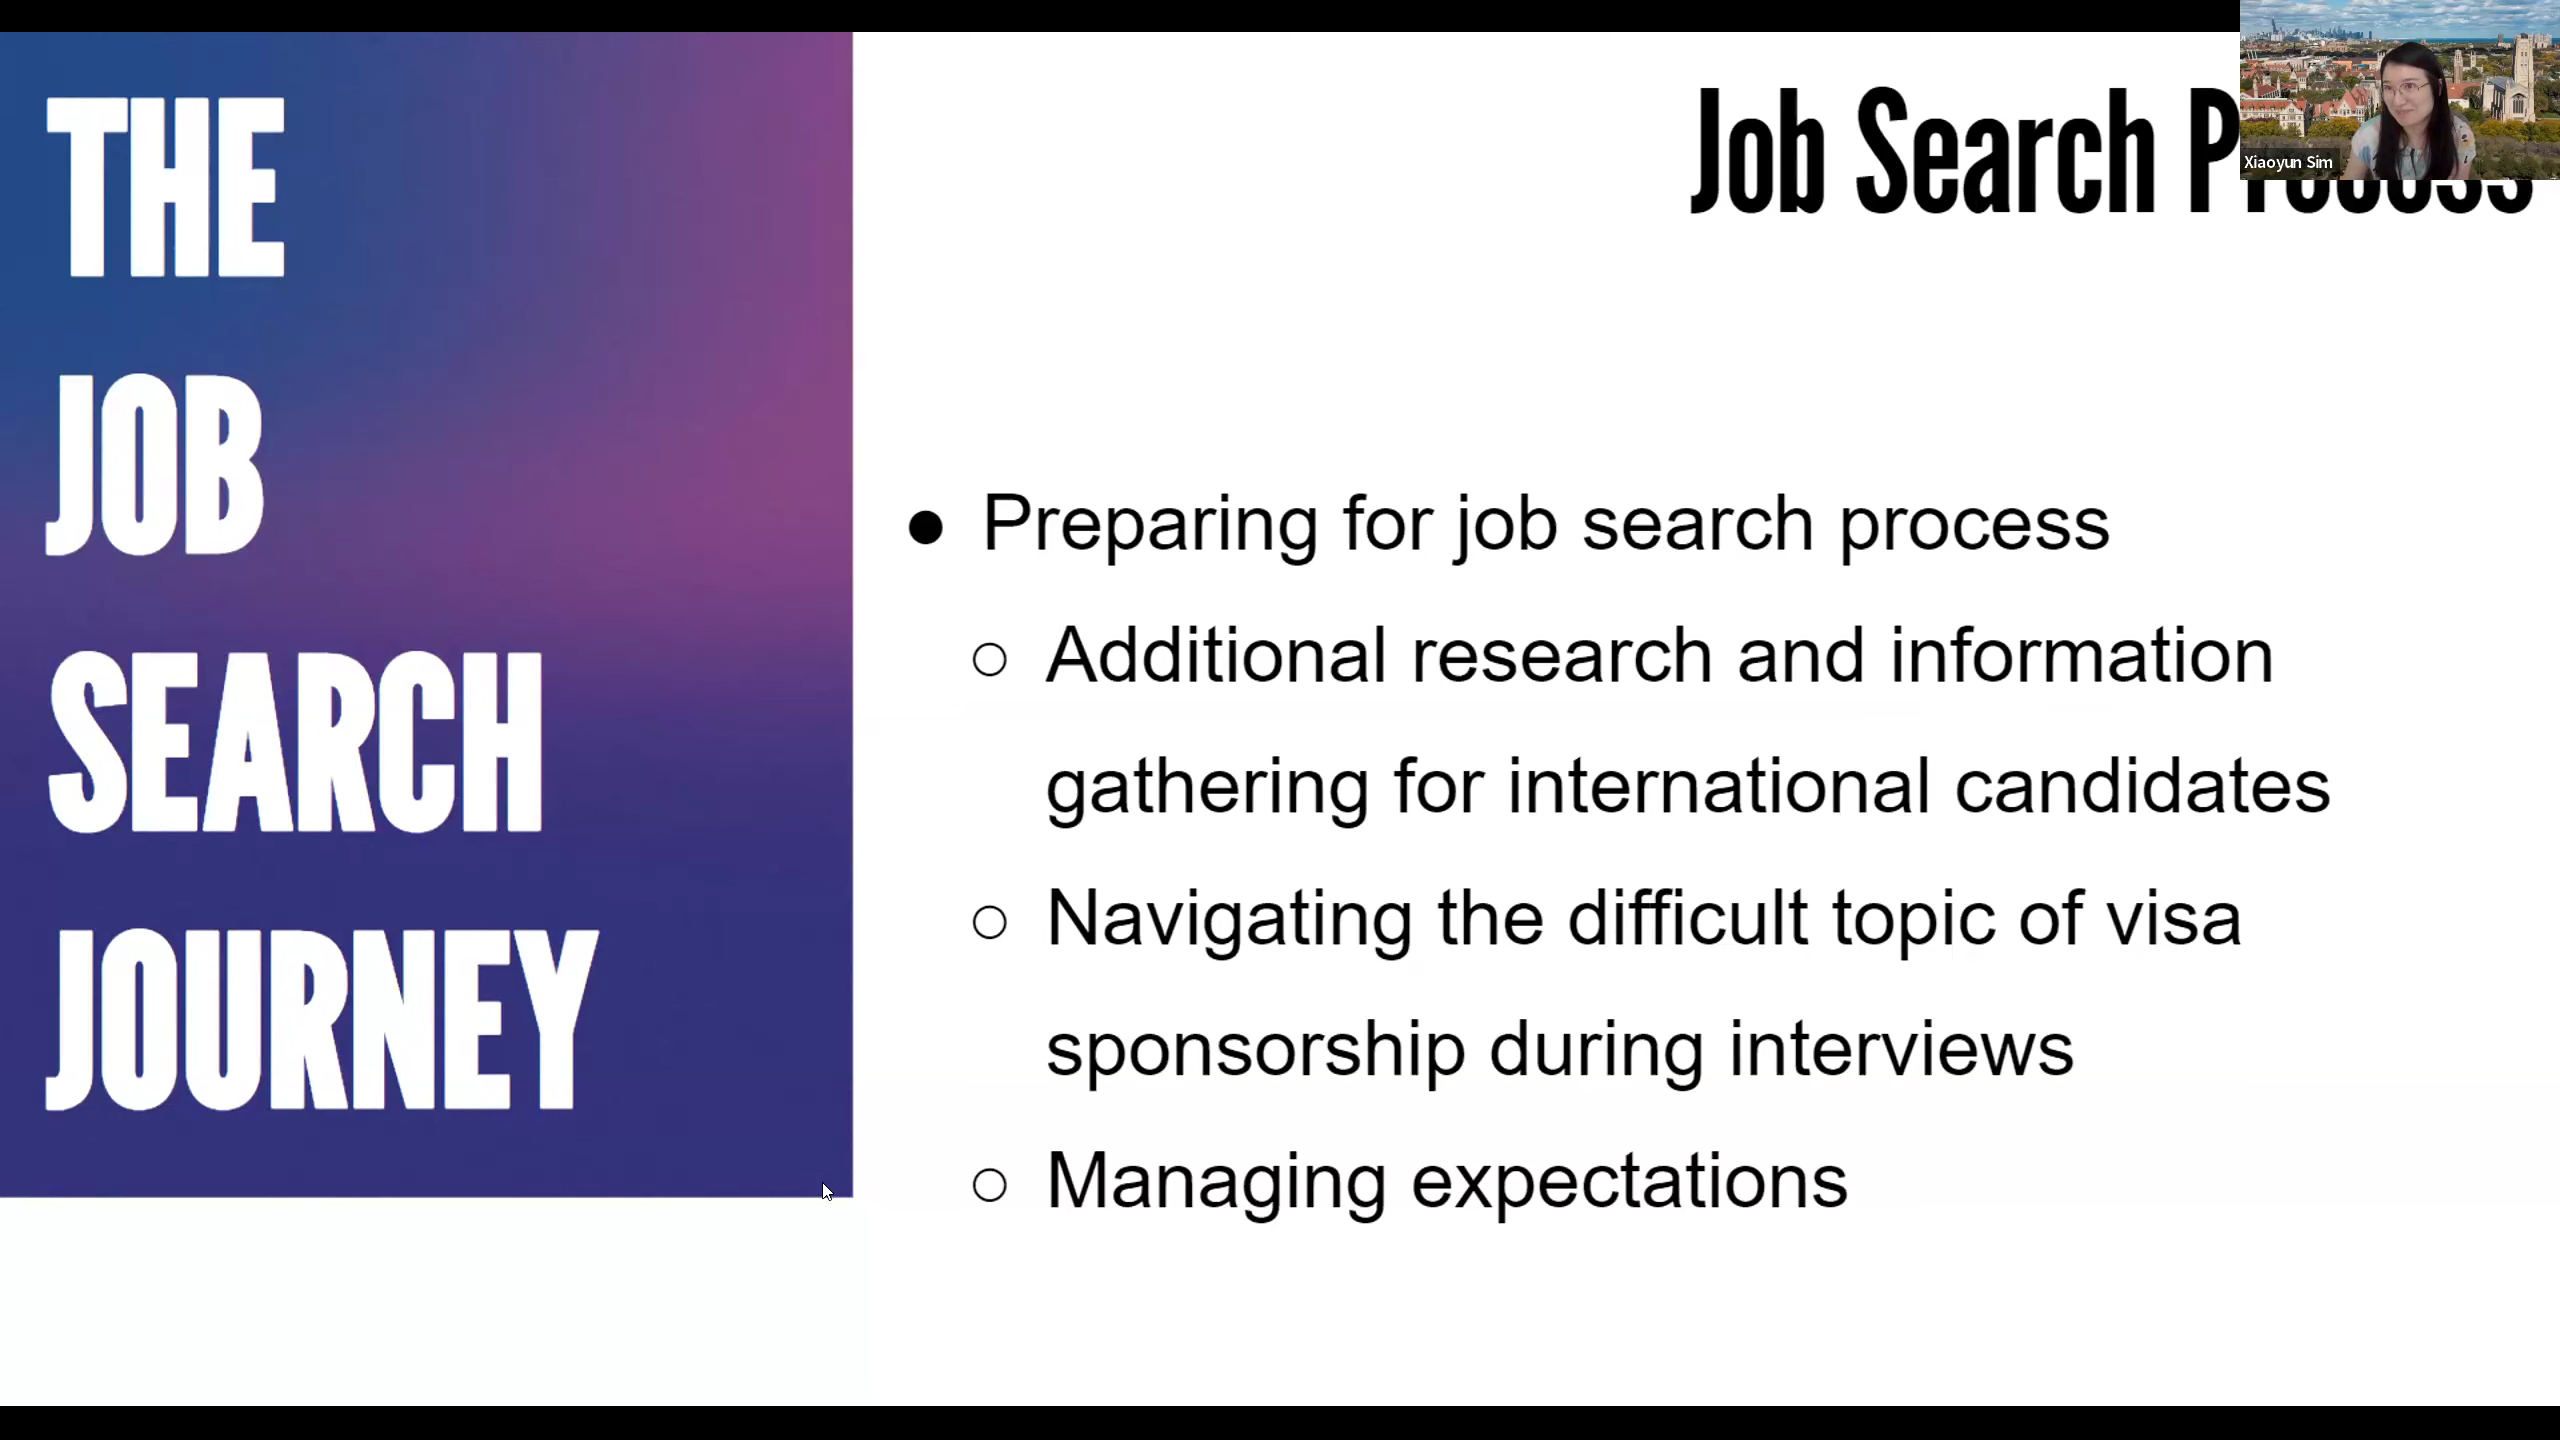 THE
JOB
SEARCH
JOURNEY
Job Search Process
Xiaoyun Sim
● Preparing for job search process
○ Additional research and information
gathering for international candidates
○ Navigating the difficult topic of visa
sponsorship during interviews
○ Managing expectations